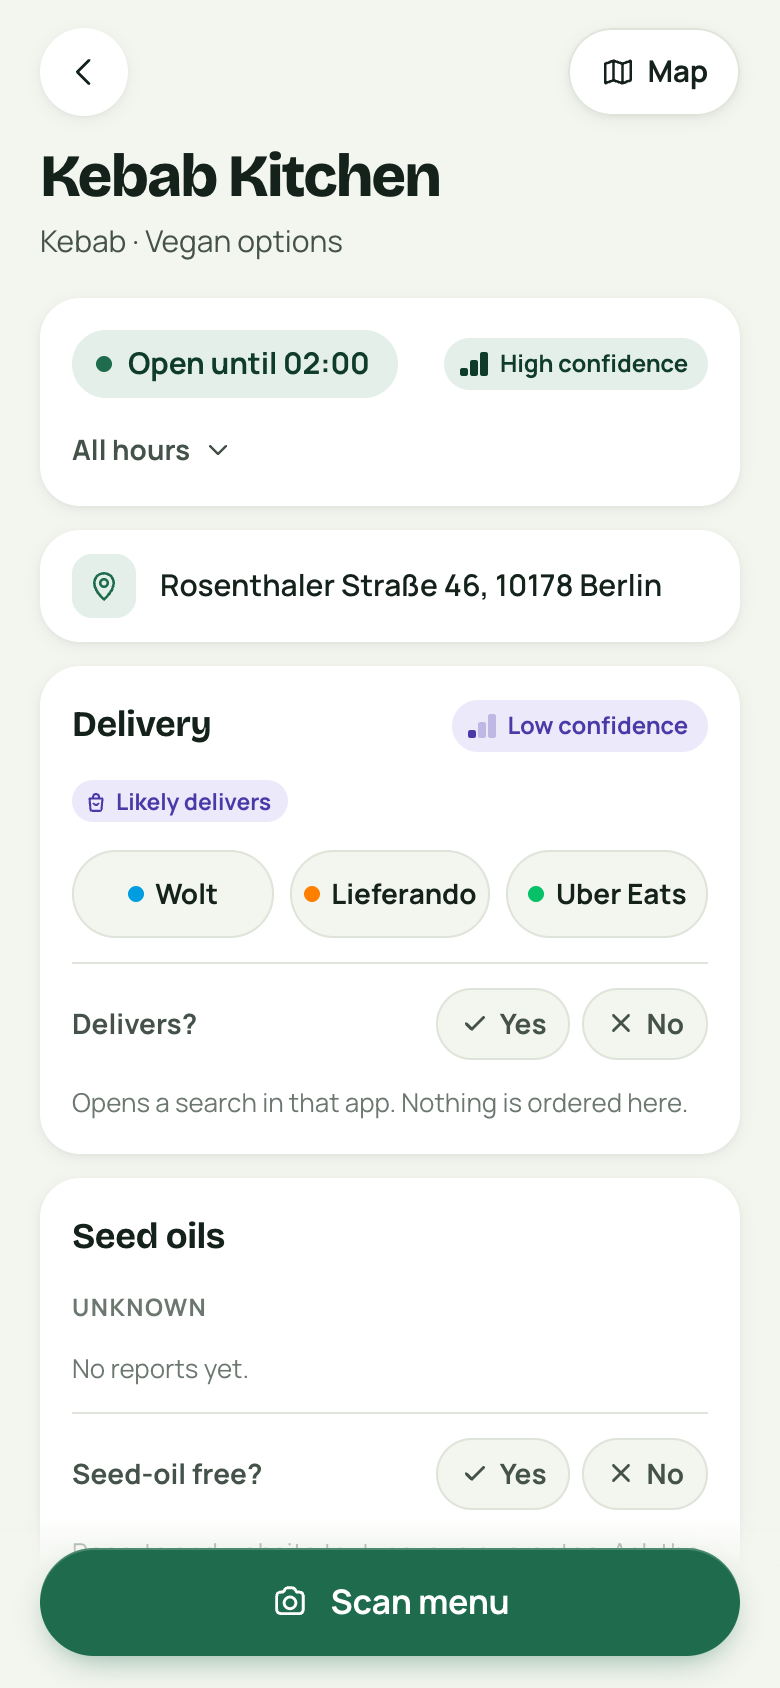 Map
Kebab Kitchen
Kebab · Vegan options
Open until 02:00
High confidence
All hours
Rosenthaler Straße 46, 10178 Berlin
Delivery
Low confidence
Likely delivers
Wolt
Lieferando
Uber Eats
Delivers?
Yes
No
Opens a search in that app. Nothing is ordered here.
Seed oils
UNKNOWN
No reports yet.
Seed-oil free?
Yes
No
Scan menu